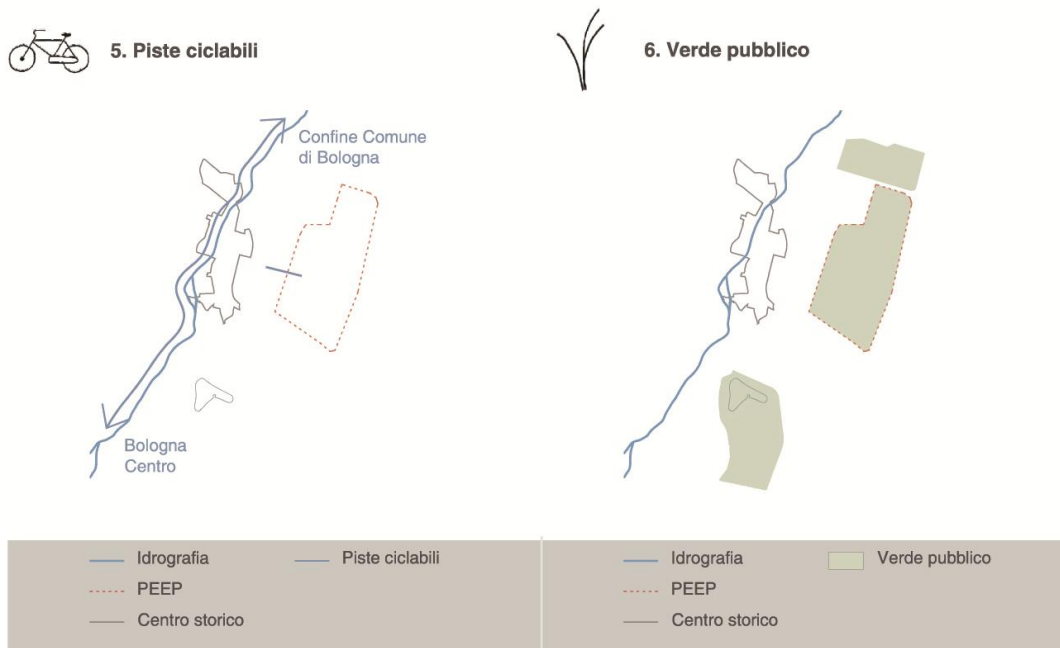 5. Piste ciclabili
Confine Comune
di Bologna
Bologna
Centro
Idrografia
Piste ciclabili
PEEP
Centro storico
6. Verde pubblico
Idrografia
Verde pubblico
PEEP
Centro storico